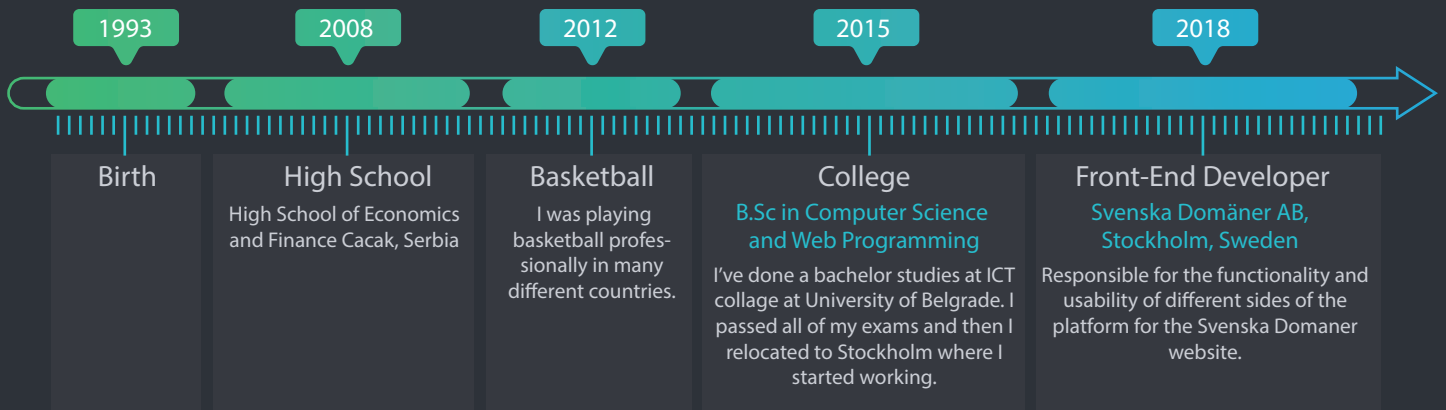 1993
2008
2012
2015
2018
Birth
High School
High School of Economics
and Finance Cacak, Serbia
Basketball
I was playing
basketball profes-
sionally in many
different countries.
College
B.Sc in Computer Science
and Web Programming
I've done a bachelor studies at ICT
collage at University of Belgrade. I
passed all of my exams and then I
relocated to Stockholm where I
started working.
Front-End Developer
Svenska Domäner AB,
Stockholm, Sweden
Responsible for the functionality and
usability of different sides of the
platform for the Svenska Domaner
website.